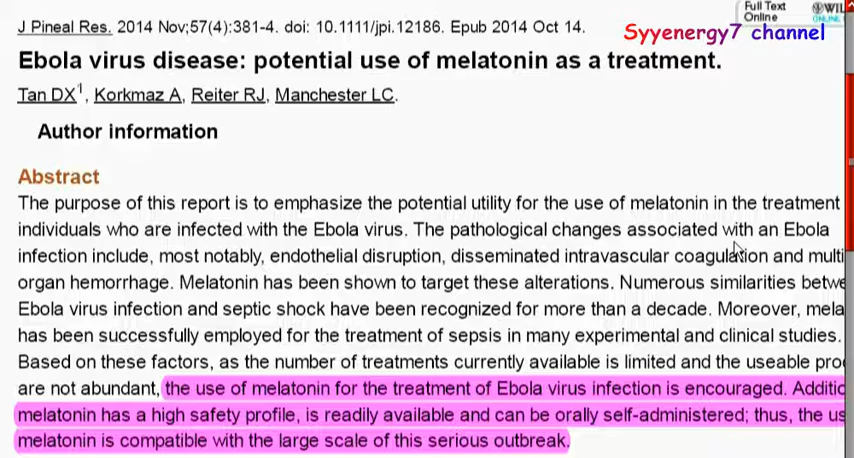 Full Text
Online
WIL
ONLINE
J Pineal Res. 2014 Nov;57(4):381-4. doi: 10.1111/jpi.12186. Epub 2014 Oct 14.
Syyenergy7 channel
Ebola virus disease: potential use of melatonin as a treatment.
Tan DX1, Korkmaz A, Reiter RJ, Manchester LC.
Author information
Abstract
The purpose of this report is to emphasize the potential utility for the use of melatonin in the treatment
individuals who are infected with the Ebola virus. The pathological changes associated with an Ebola
infection include, most notably, endothelial disruption, disseminated intravascular coagulation and multi
organ hemorrhage. Melatonin has been shown to target these alterations. Numerous similarities betwe
Ebola virus infection and septic shock have been recognized for more than a decade. Moreover, mela
has been successfully employed for the treatment of sepsis in many experimental and clinical studies.
Based on these factors, as the number of treatments currently available is limited and the useable pro
are not abundant, the use of melatonin for the treatment of Ebola virus infection is encouraged. Additio
melatonin has a high safety profile, is readily available and can be orally self-administered; thus, the us
melatonin is compatible with the large scale of this serious outbreak.